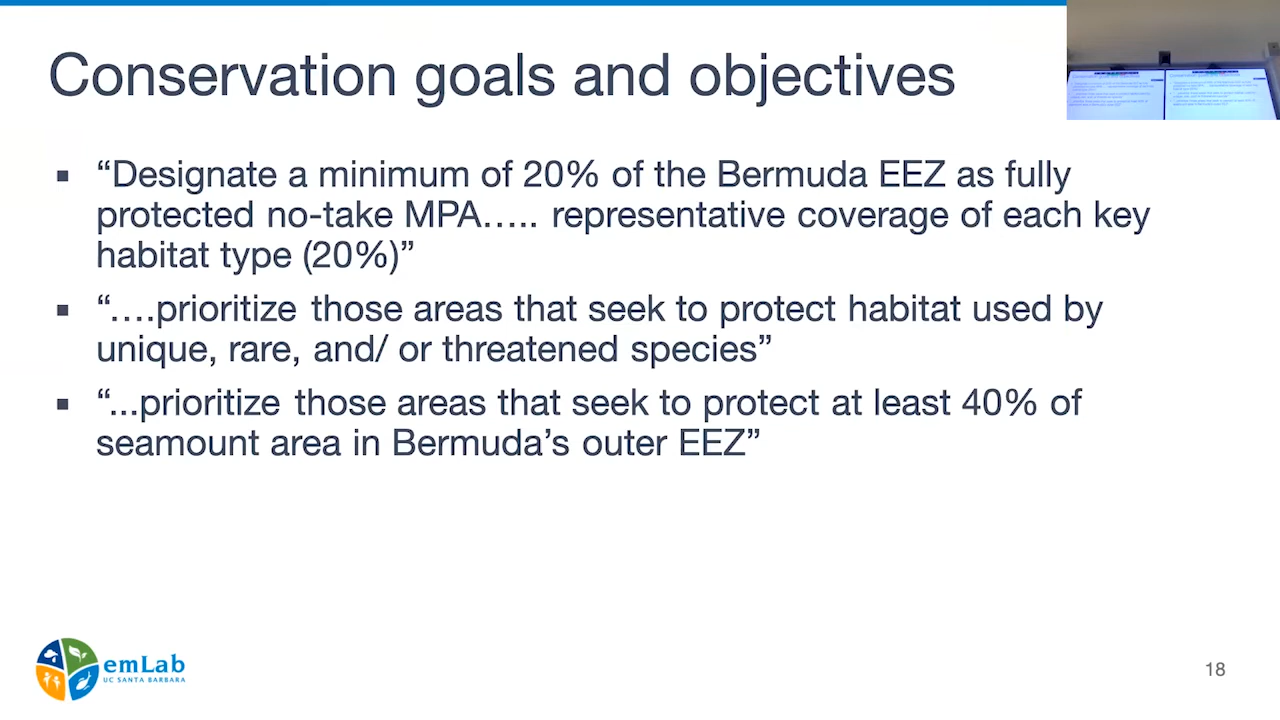 Conservation goals and objectives
▪ “Designate a minimum of 20% of the Bermuda EEZ as fully
protected no-take MPA….. representative coverage of each key
habitat type (20%)”
▪ “….prioritize those areas that seek to protect habitat used by
unique, rare, and/ or threatened species”
▪ “...prioritize those areas that seek to protect at least 40% of
seamount area in Bermuda’s outer EEZ”
emLab
UC SANTA BARBARA
18